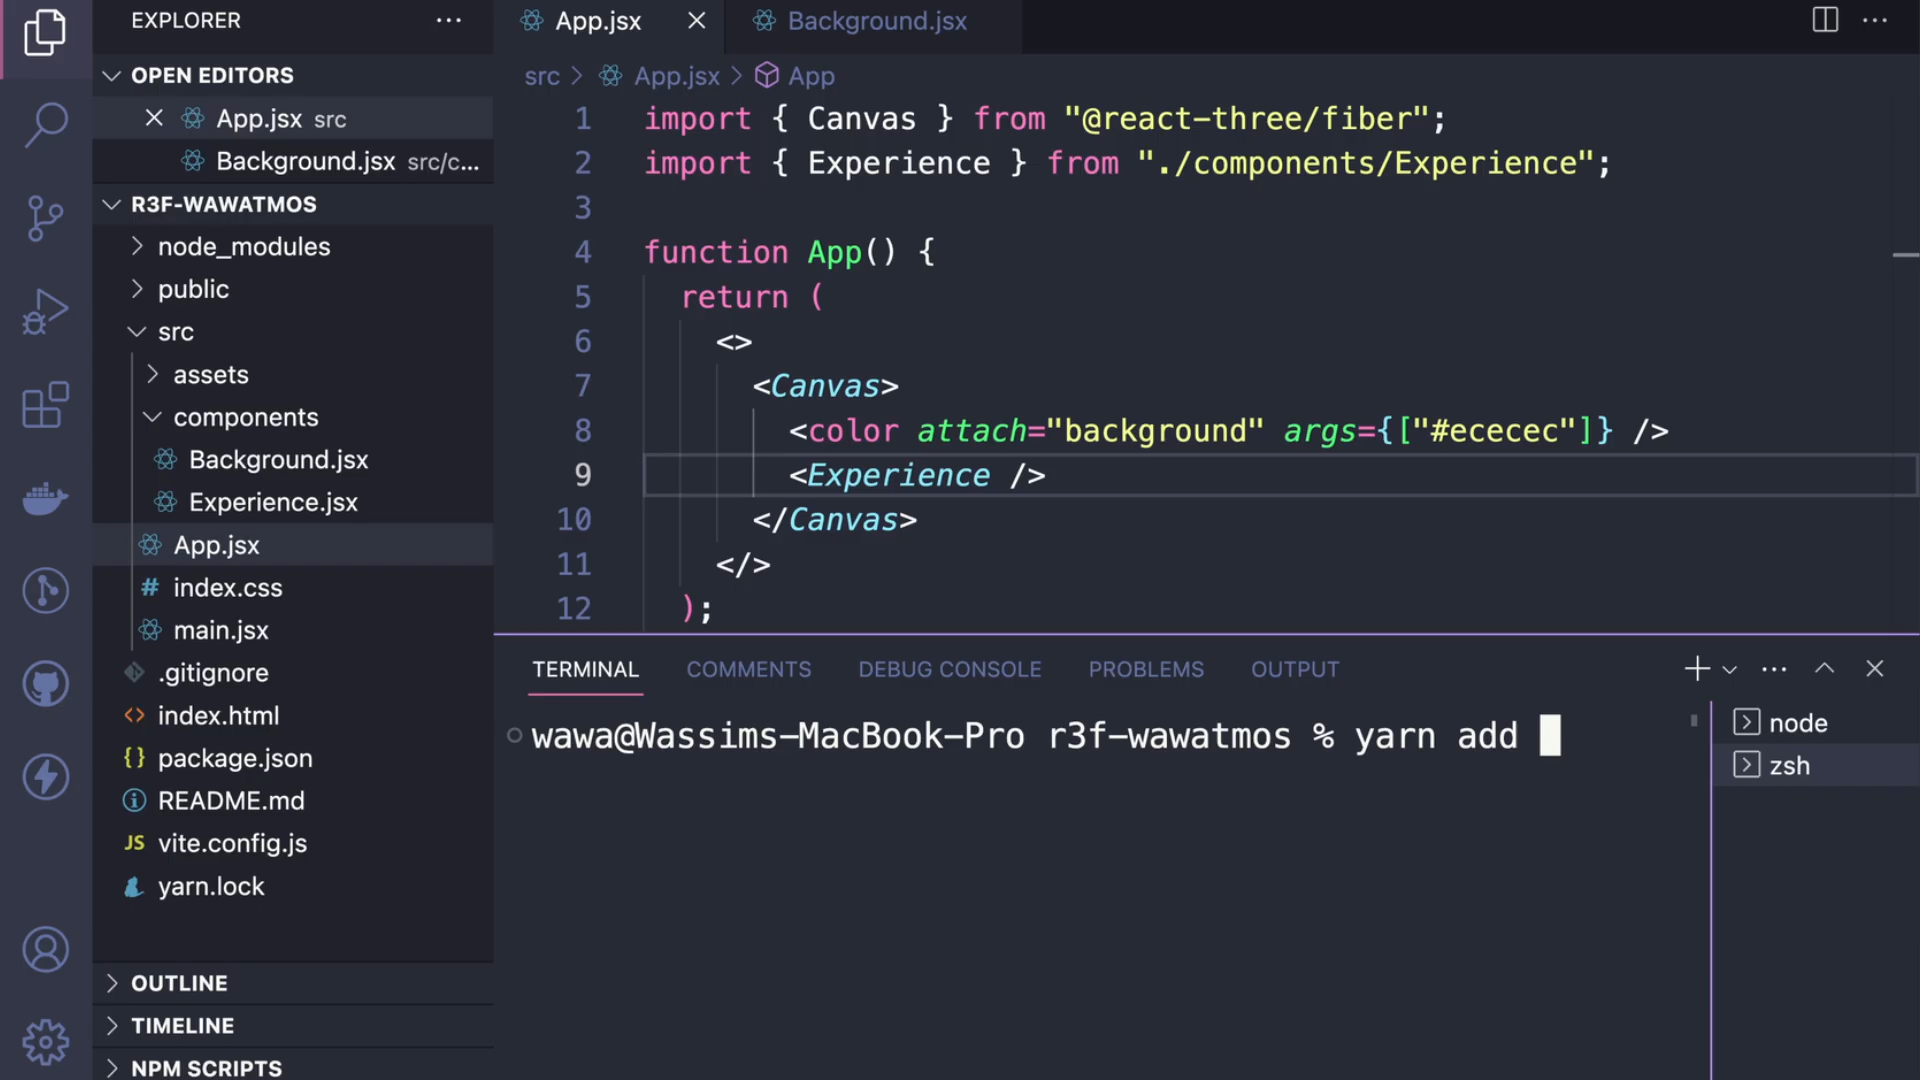 EXPLORER
OPEN EDITORS
App.jsx src
Background.jsx src/c...
R3F-WAWATMOS
node_modules
public
src
assets
components
Background.jsx
Experience.jsx
App.jsx
index.css
main.jsx
.gitignore
index.html
package.json
README.md
JS vite.config.js
yarn.lock
OUTLINE
TIMELINE
NPM SCRIPTS
App.jsx
Background.jsx
src > App.jsx > App
1 import { Canvas } from "@react-three/fiber";
2 import { Experience } from "./components/Experience";
3
4 function App() {
5 return (
6 <>
7 <Canvas>
8 <color attach="background" args={["#ececec"]} />
9 <Experience />
10 </Canvas>
11 </>
12 );
TERMINAL COMMENTS DEBUG CONSOLE PROBLEMS OUTPUT
wawa@Wassims-MacBook-Pro r3f-wawatmos % yarn add
node
zsh